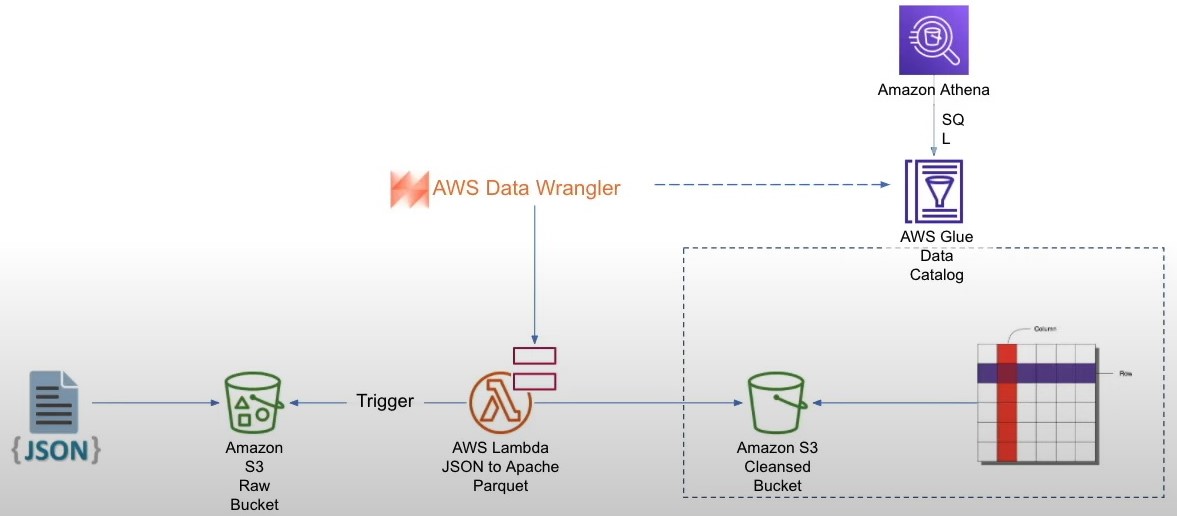 Amazon Athena
SQ
L
AWS Data Wrangler
AWS Glue
Data
Catalog
Column
Row
Trigger
{JSON}
Amazon
S3
Raw
Bucket
AWS Lambda
JSON to Apache
Parquet
Amazon S3
Cleansed
Bucket